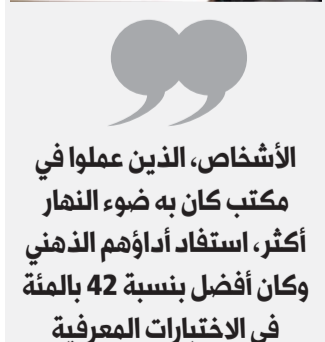 الأشخاص، الذين عملوا في
مكتب كان به ضوء النهار
أكثر، استفاد أداؤهم الذهني
وكان أفضل بنسبة 42 بالمئة
في الاختبارات المعرفية